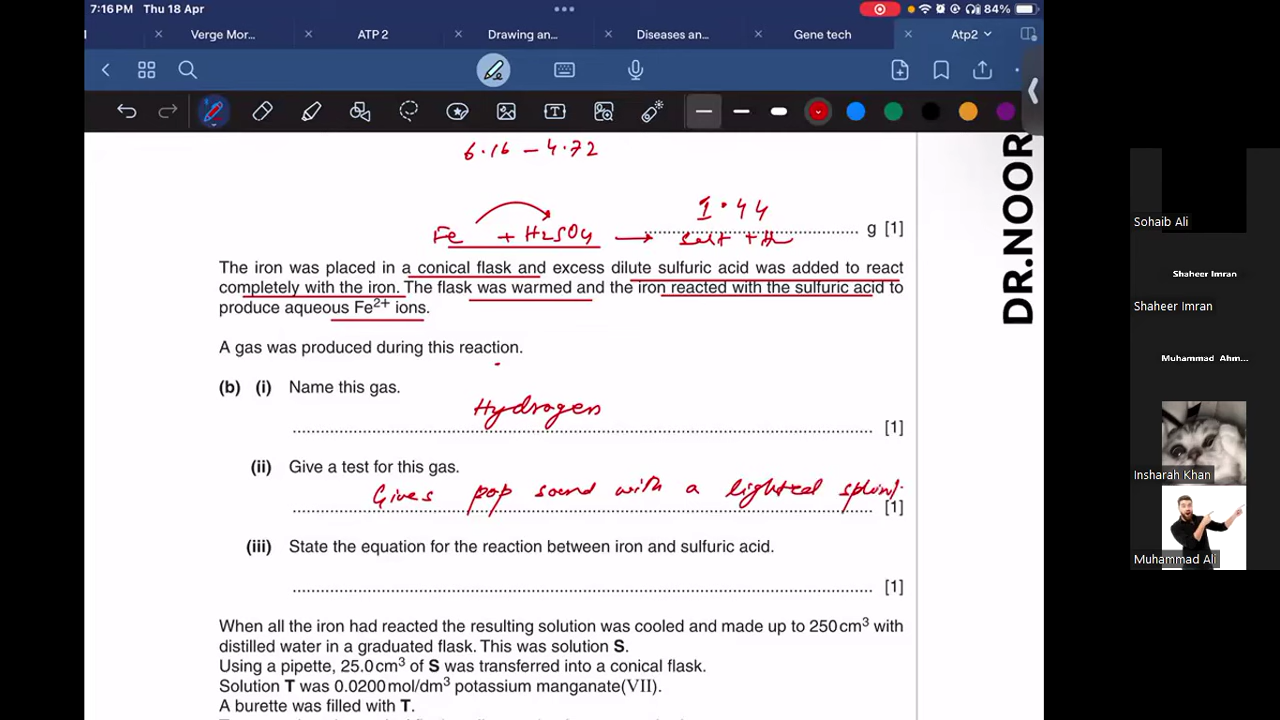 7:16 PM Thu 18 Apr
84%
Verge Mor...
ATP 2
Drawing an...
Diseases an...
Gene tech
Atp2
6.16 - 4.72
1.44
g [1]
Fe + H2SO4 → salt + H2
The iron was placed in a conical flask and excess dilute sulfuric acid was added to react
completely with the iron. The flask was warmed and the iron reacted with the sulfuric acid to
produce aqueous Fe²⁺ ions.
A gas was produced during this reaction.
(b) (i) Name this gas.
Hydrogen
[1]
(ii) Give a test for this gas.
Gives pop sound with a lighted splint.
[1]
(iii) State the equation for the reaction between iron and sulfuric acid.
[1]
When all the iron had reacted the resulting solution was cooled and made up to 250 cm³ with
distilled water in a graduated flask. This was solution S.
Using a pipette, 25.0 cm³ of S was transferred into a conical flask.
Solution T was 0.0200 mol/dm³ potassium manganate(VII).
A burette was filled with T.
DR.NOOR
Sohaib Ali
Shaheer Imran
Shaheer Imran
Muhammad Ahm...
Insharah Khan
Muhammad Ali